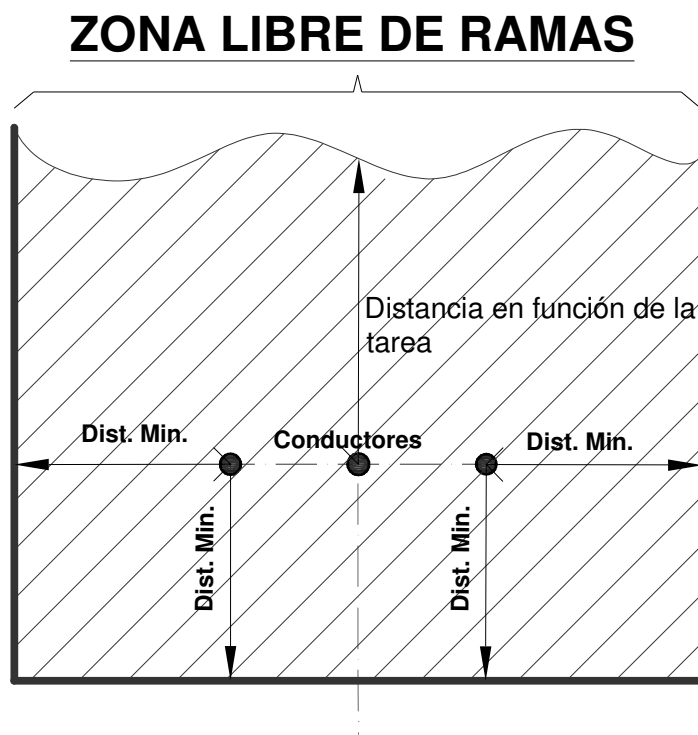 ZONA LIBRE DE RAMAS
Distancia en función de la
tarea
Dist. Min.
Conductores
Dist. Min.
Dist. Min.
Dist. Min.